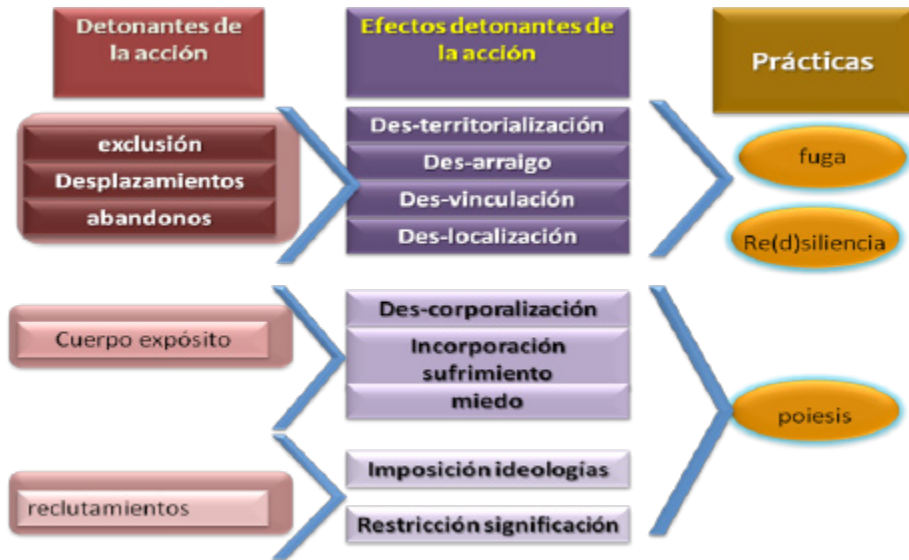 Detonantes de
la acción
Efectos detonantes de
la acción
Prácticas
exclusión
Desplazamientos
abandonos
Des-territorialización
Des-arraigo
Des-vinculación
Des-localización
fuga
Re(d)siliencia
Cuerpo expósito
Des-corporalización
Incorporación
sufrimiento
miedo
poiesis
reclutamientos
Imposición ideologías
Restricción significación